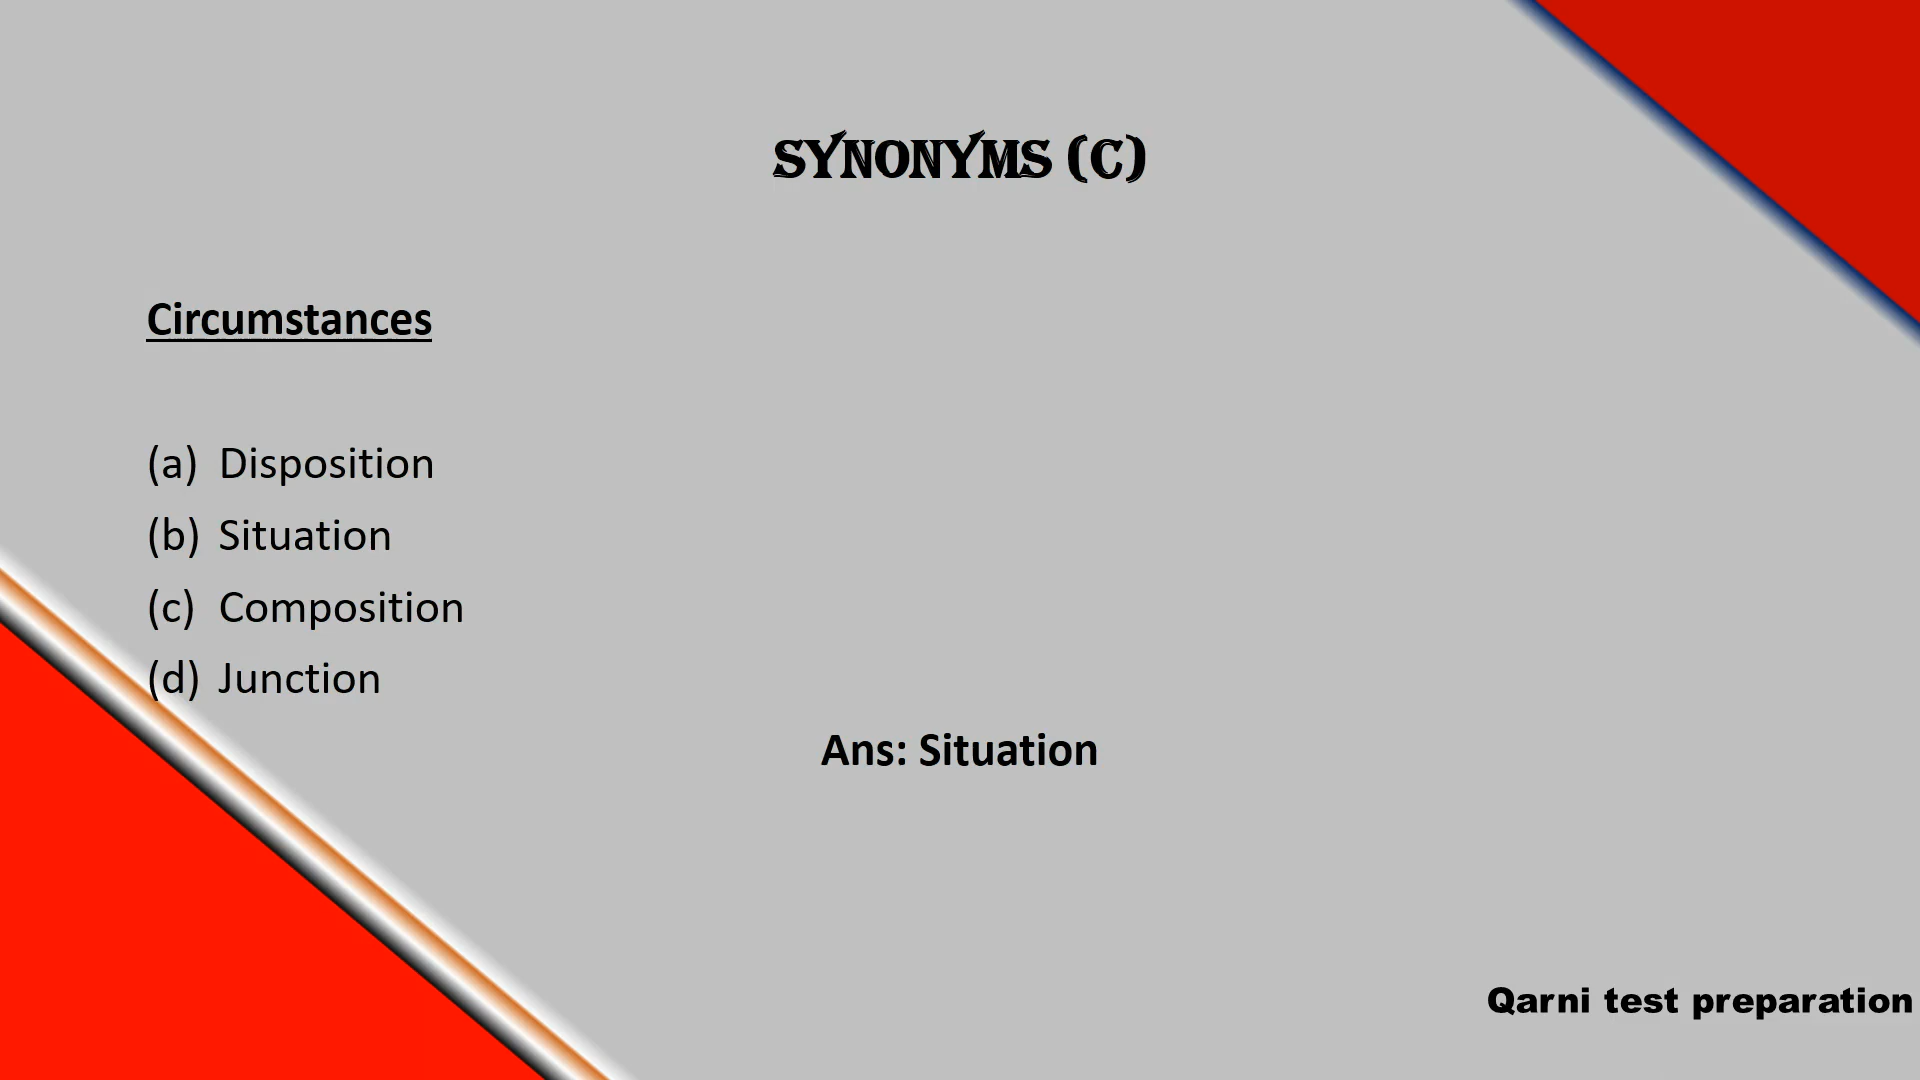 SYNONYMS (C)
Circumstances
(a) Disposition
(b) Situation
(c) Composition
(d) Junction
Ans: Situation
Qarni test preparation